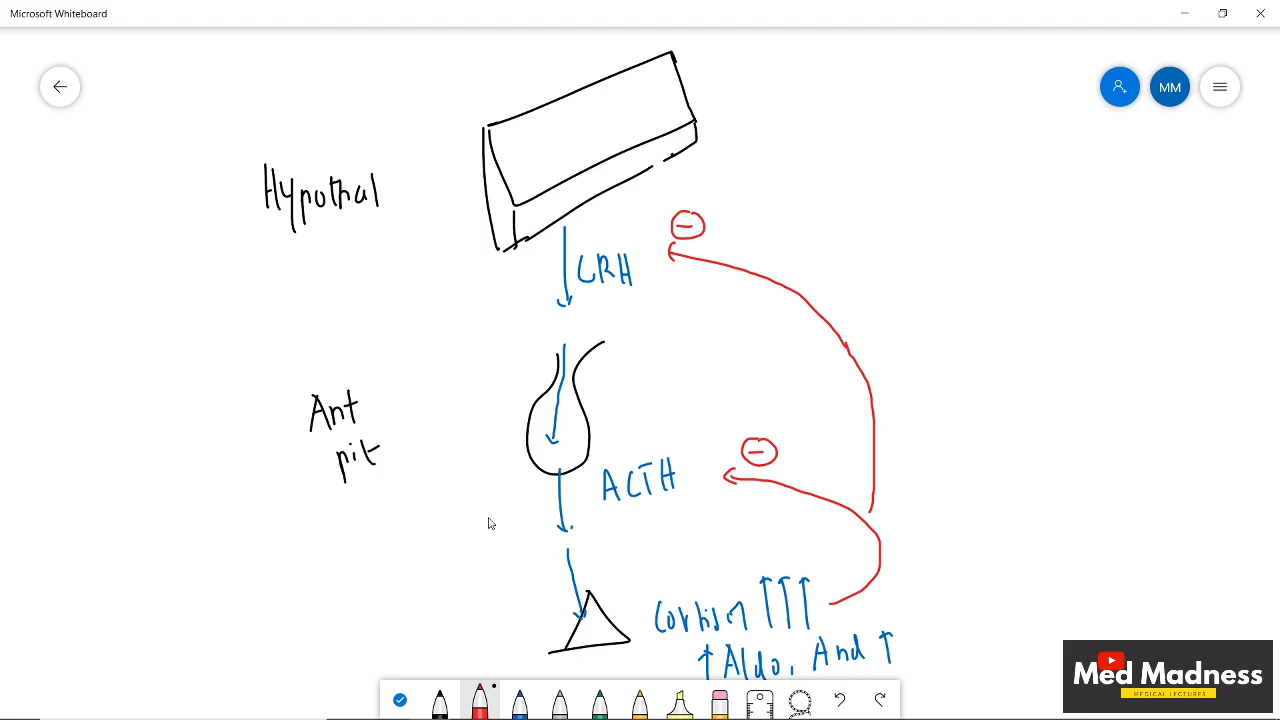 Microsoft Whiteboard
MM
Hypothal
CRH
Ant
pit
ACTH
Cortisol ↑↑↑
↑ Aldo, And ↑
Med Madness
MEDICAL LECTURES